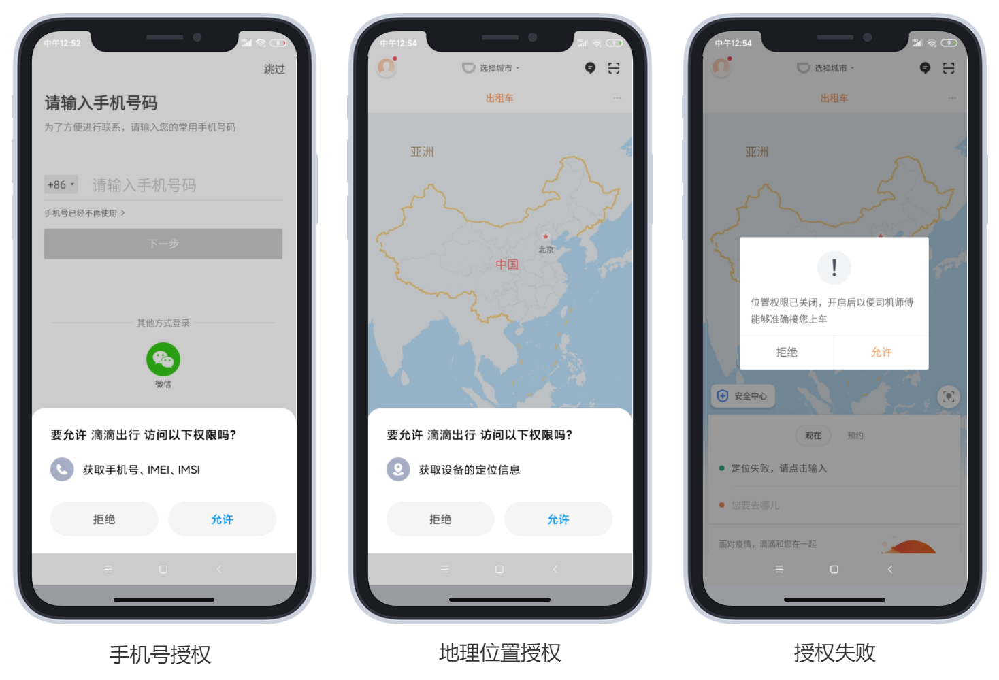 中午12:52
跳过
请输入手机号码
为了方便进行联系，请输入您的常用手机号码
+86
请输入手机号码
手机号已经不再使用
下一步
其他方式登录
微信
要允许 滴滴出行 访问以下权限吗?
获取手机号、IMEI、IMSI
拒绝
允许
手机号授权
中午12:54
选择城市
出租车
亚洲
北京
中国
要允许 滴滴出行 访问以下权限吗?
获取设备的定位信息
拒绝
允许
地理位置授权
中午12:54
选择城市
出租车
亚洲
!
位置权限已关闭，开启后以便司机师傅
能够准确接您上车
拒绝
允许
安全中心
现在
预约
定位失败，请点击输入
您要去哪儿
面对疫情，滴滴和您在一起
授权失败